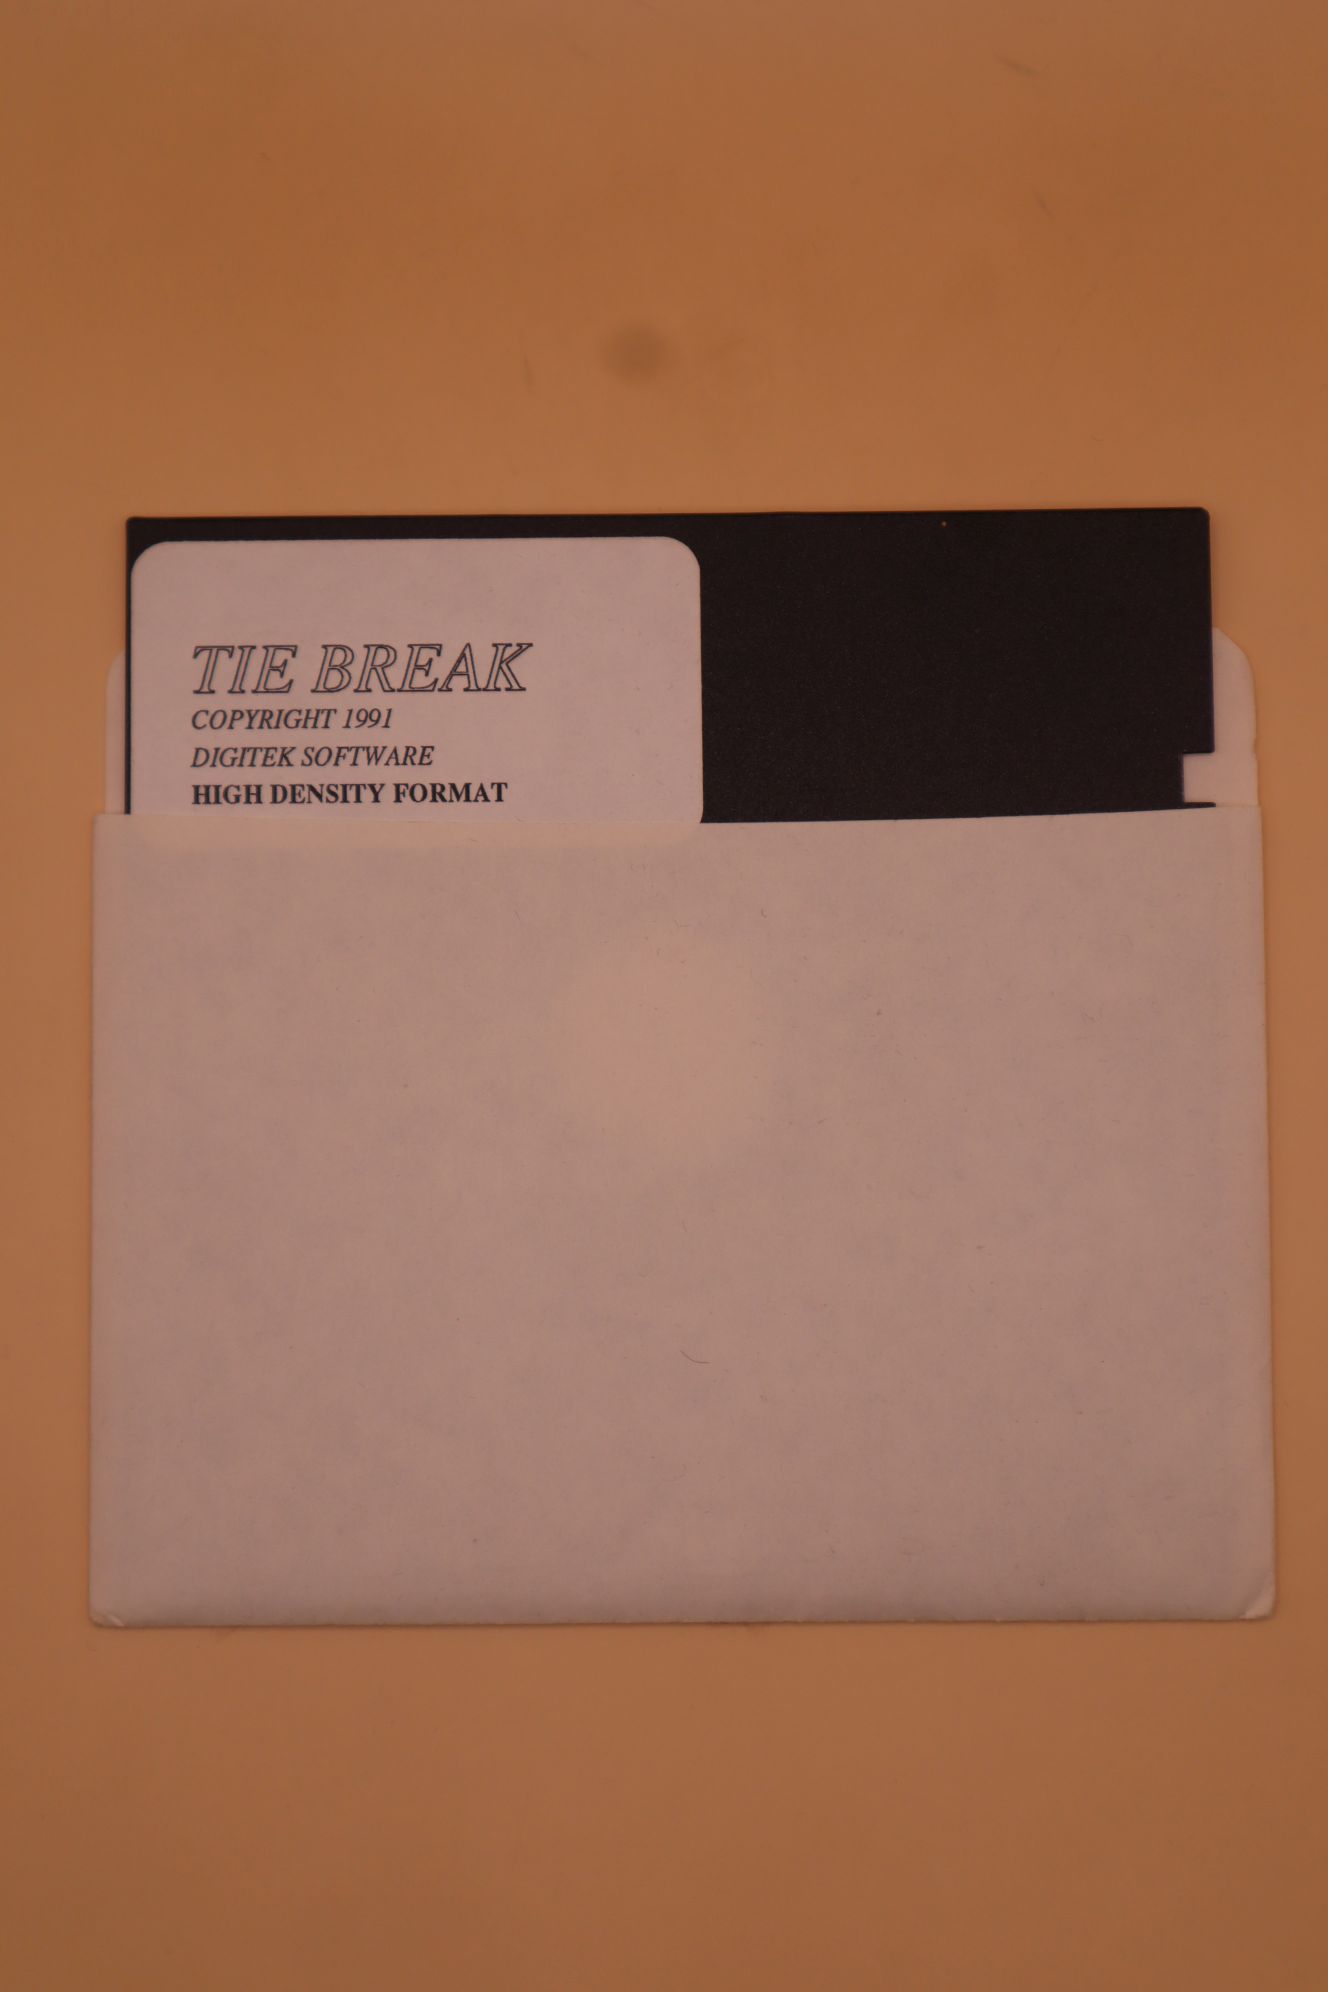 TIE BREAK
COPYRIGHT 1991
DIGITEK SOFTWARE
HIGH DENSITY FORMAT